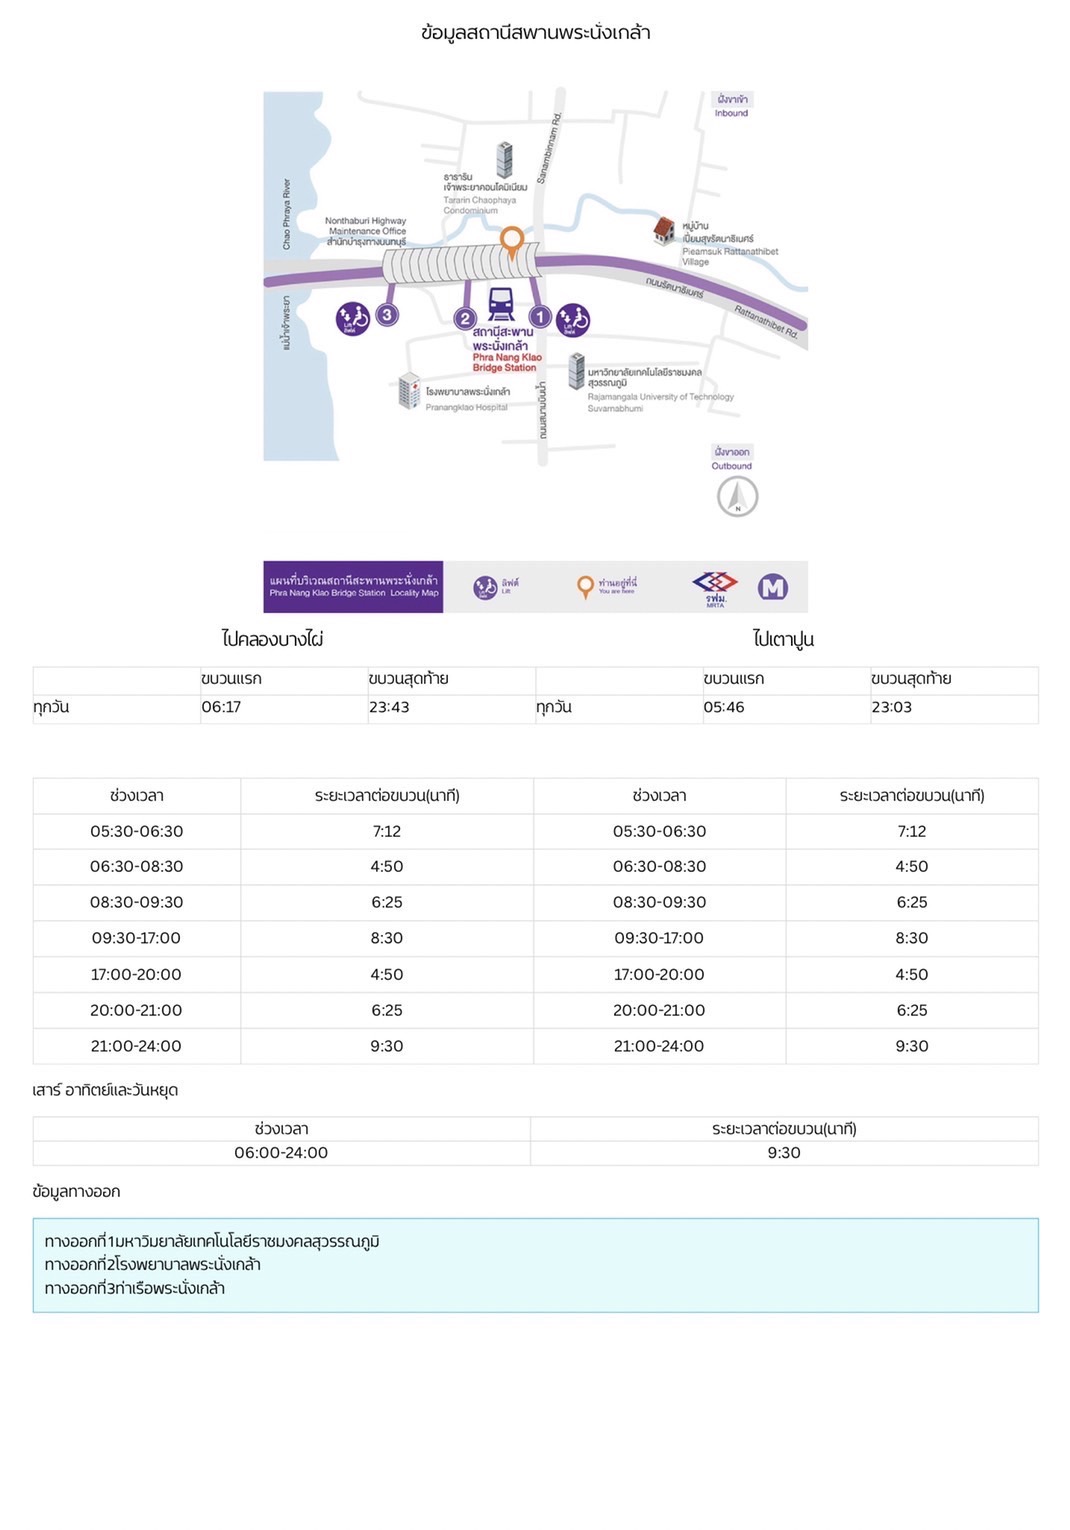 ข้อมูลสถานีสพานพระนั่งเกล้า
ฝั่งขาเข้า
Inbound
Sanambinnam Rd.
ธาราริน
เจ้าพระยาคอนโดมิเนียม
Tararin Chaophaya
Condominium
Chao Phraya River
Nonthaburi Highway
Maintenance Office
สำนักบำรุงทางนนทบุรี
หมู่บ้าน
เปี่ยมสุขรัตนาธิเบศร์
Pieamsuk Rattanathibet
Village
ถนนรัตนาธิเบศร์
Rattanathibet Rd.
แม่น้ำเจ้าพระยา
Lift
ลิฟต์
3
2
1
Lift
ลิฟต์
สถานีสะพาน
พระนั่งเกล้า
Phra Nang Klao
Bridge Station
โรงพยาบาลพระนั่งเกล้า
Pranangklao Hospital
ถนนสนามบินน้ำ
มหาวิทยาลัยเทคโนโลยีราชมงคล
สุวรรณภูมิ
Rajamangala University of Technology
Suvarnabhumi
ฝั่งขาออก
Outbound
N
แผนที่บริเวณสถานีสะพานพระนั่งเกล้า
Phra Nang Klao Bridge Station Locality Map
ลิฟต์
Lift
ท่านอยู่ที่นี่
You are here
รฟม.
MRTA
M
ไปคลองบางไผ่ ไปเตาปูน
ขบวนแรก ขบวนสุดท้าย ขบวนแรก ขบวนสุดท้าย
ทุกวัน 06:17 23:43 ทุกวัน 05:46 23:03
ช่วงเวลา ระยะเวลาต่อขบวน(นาที) ช่วงเวลา ระยะเวลาต่อขบวน(นาที)
05:30-06:30 7:12 05:30-06:30 7:12
06:30-08:30 4:50 06:30-08:30 4:50
08:30-09:30 6:25 08:30-09:30 6:25
09:30-17:00 8:30 09:30-17:00 8:30
17:00-20:00 4:50 17:00-20:00 4:50
20:00-21:00 6:25 20:00-21:00 6:25
21:00-24:00 9:30 21:00-24:00 9:30
เสาร์ อาทิตย์และวันหยุด
ช่วงเวลา ระยะเวลาต่อขบวน(นาที)
06:00-24:00 9:30
ข้อมูลทางออก
ทางออกที่1มหาวิมยาลัยเทคโนโลยีราชมงคลสุวรรณภูมิ
ทางออกที่2โรงพยาบาลพระนั่งเกล้า
ทางออกที่3ท่าเรือพระนั่งเกล้า